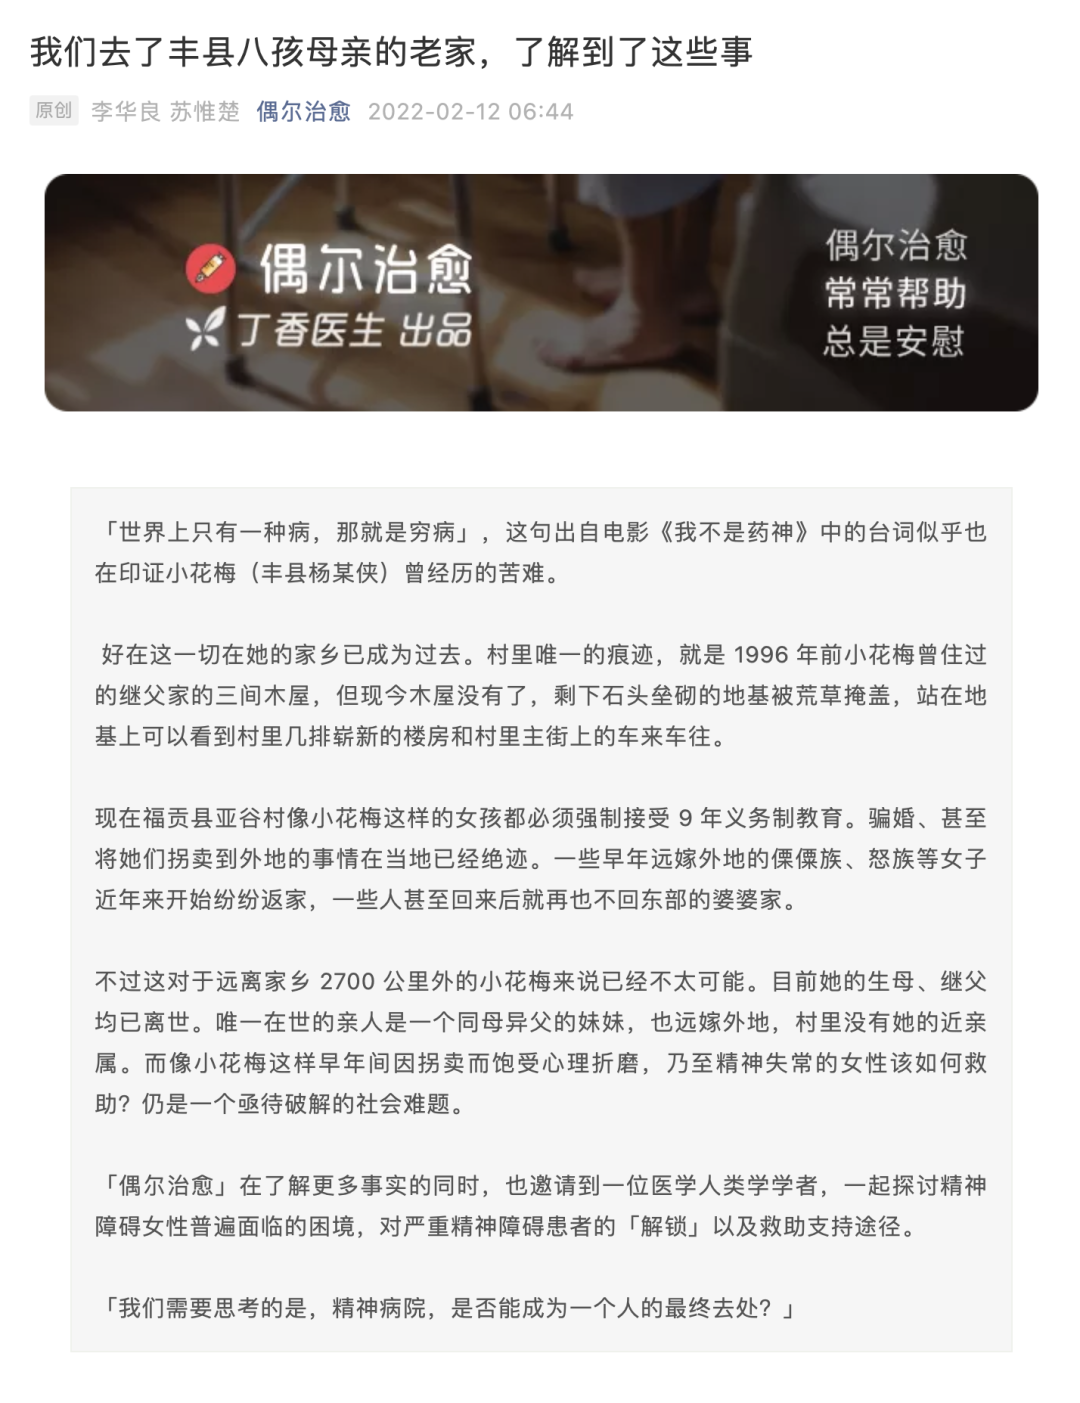 我们去了丰县八孩母亲的老家，了解到了这些事
原创 李华良 苏惟楚 偶尔治愈 2022-02-12 06:44
偶尔治愈
丁香医生 出品
偶尔治愈
常常帮助
总是安慰
「世界上只有一种病，那就是穷病」，这句出自电影《我不是药神》中的台词似乎也
在印证小花梅（丰县杨某侠）曾经历的苦难。
好在这一切在她的家乡已成为过去。村里唯一的痕迹，就是 1996 年前小花梅曾住过
的继父家的三间木屋，但现今木屋没有了，剩下石头垒砌的地基被荒草掩盖，站在地
基上可以看到村里几排崭新的楼房和村里主街上的车来车往。
现在福贡县亚谷村像小花梅这样的女孩都必须强制接受 9 年义务制教育。骗婚、甚至
将她们拐卖到外地的事情在当地已经绝迹。一些早年远嫁外地的傈僳族、怒族等女子
近年来开始纷纷返家，一些人甚至回来后就再也不回东部的婆婆家。
不过这对于远离家乡 2700 公里外的小花梅来说已经不太可能。目前她的生母、继父
均已离世。唯一在世的亲人是一个同母异父的妹妹，也远嫁外地，村里没有她的近亲
属。而像小花梅这样早年间因拐卖而饱受心理折磨，乃至精神失常的女性该如何救
助？仍是一个亟待破解的社会难题。
「偶尔治愈」在了解更多事实的同时，也邀请到一位医学人类学学者，一起探讨精神
障碍女性普遍面临的困境，对严重精神障碍患者的「解锁」以及救助支持途径。
「我们需要思考的是，精神病院，是否能成为一个人的最终去处？」